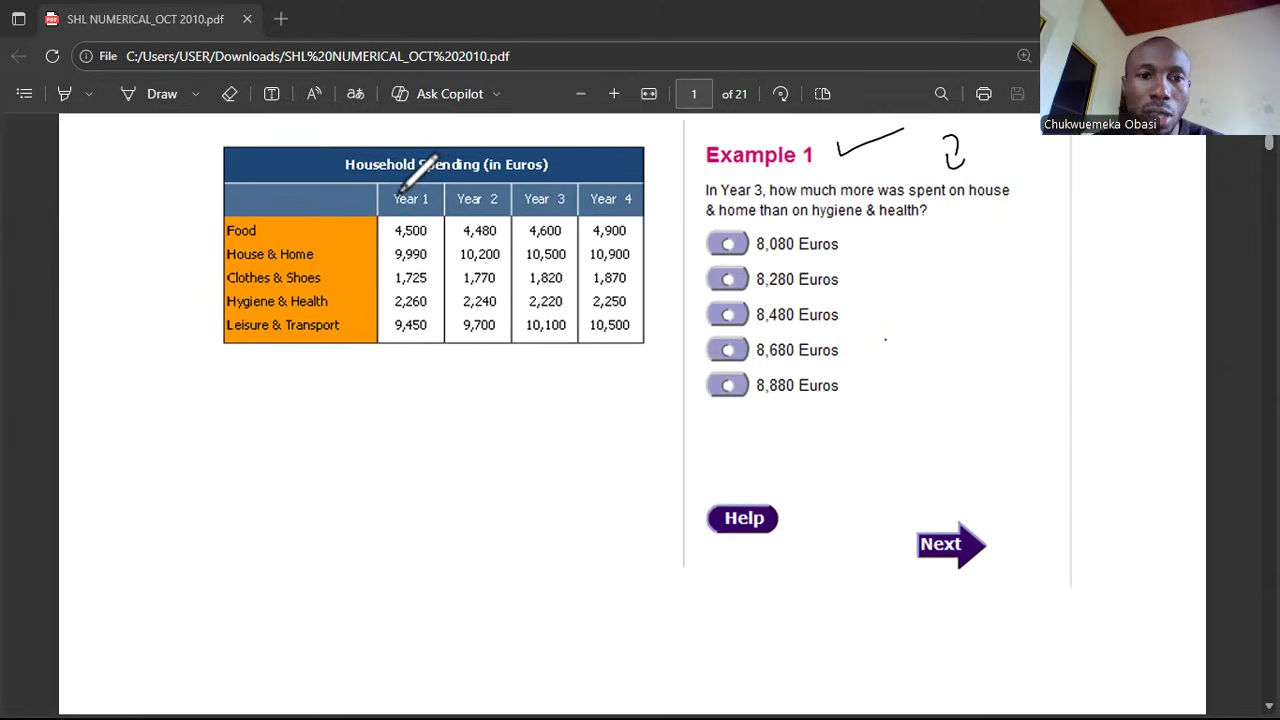 SHL NUMERICAL_OCT 2010.pdf
File C:/Users/USER/Downloads/SHL%20NUMERICAL_OCT%202010.pdf
Draw Ask Copilot 1 of 21
Chukwuemeka Obasi
Household Spending (in Euros)
Year 1 Year 2 Year 3 Year 4
Food 4,500 4,480 4,600 4,900
House & Home 9,990 10,200 10,500 10,900
Clothes & Shoes 1,725 1,770 1,820 1,870
Hygiene & Health 2,260 2,240 2,220 2,250
Leisure & Transport 9,450 9,700 10,100 10,500
Example 1
In Year 3, how much more was spent on house
& home than on hygiene & health?
8,080 Euros
8,280 Euros
8,480 Euros
8,680 Euros
8,880 Euros
Help
Next